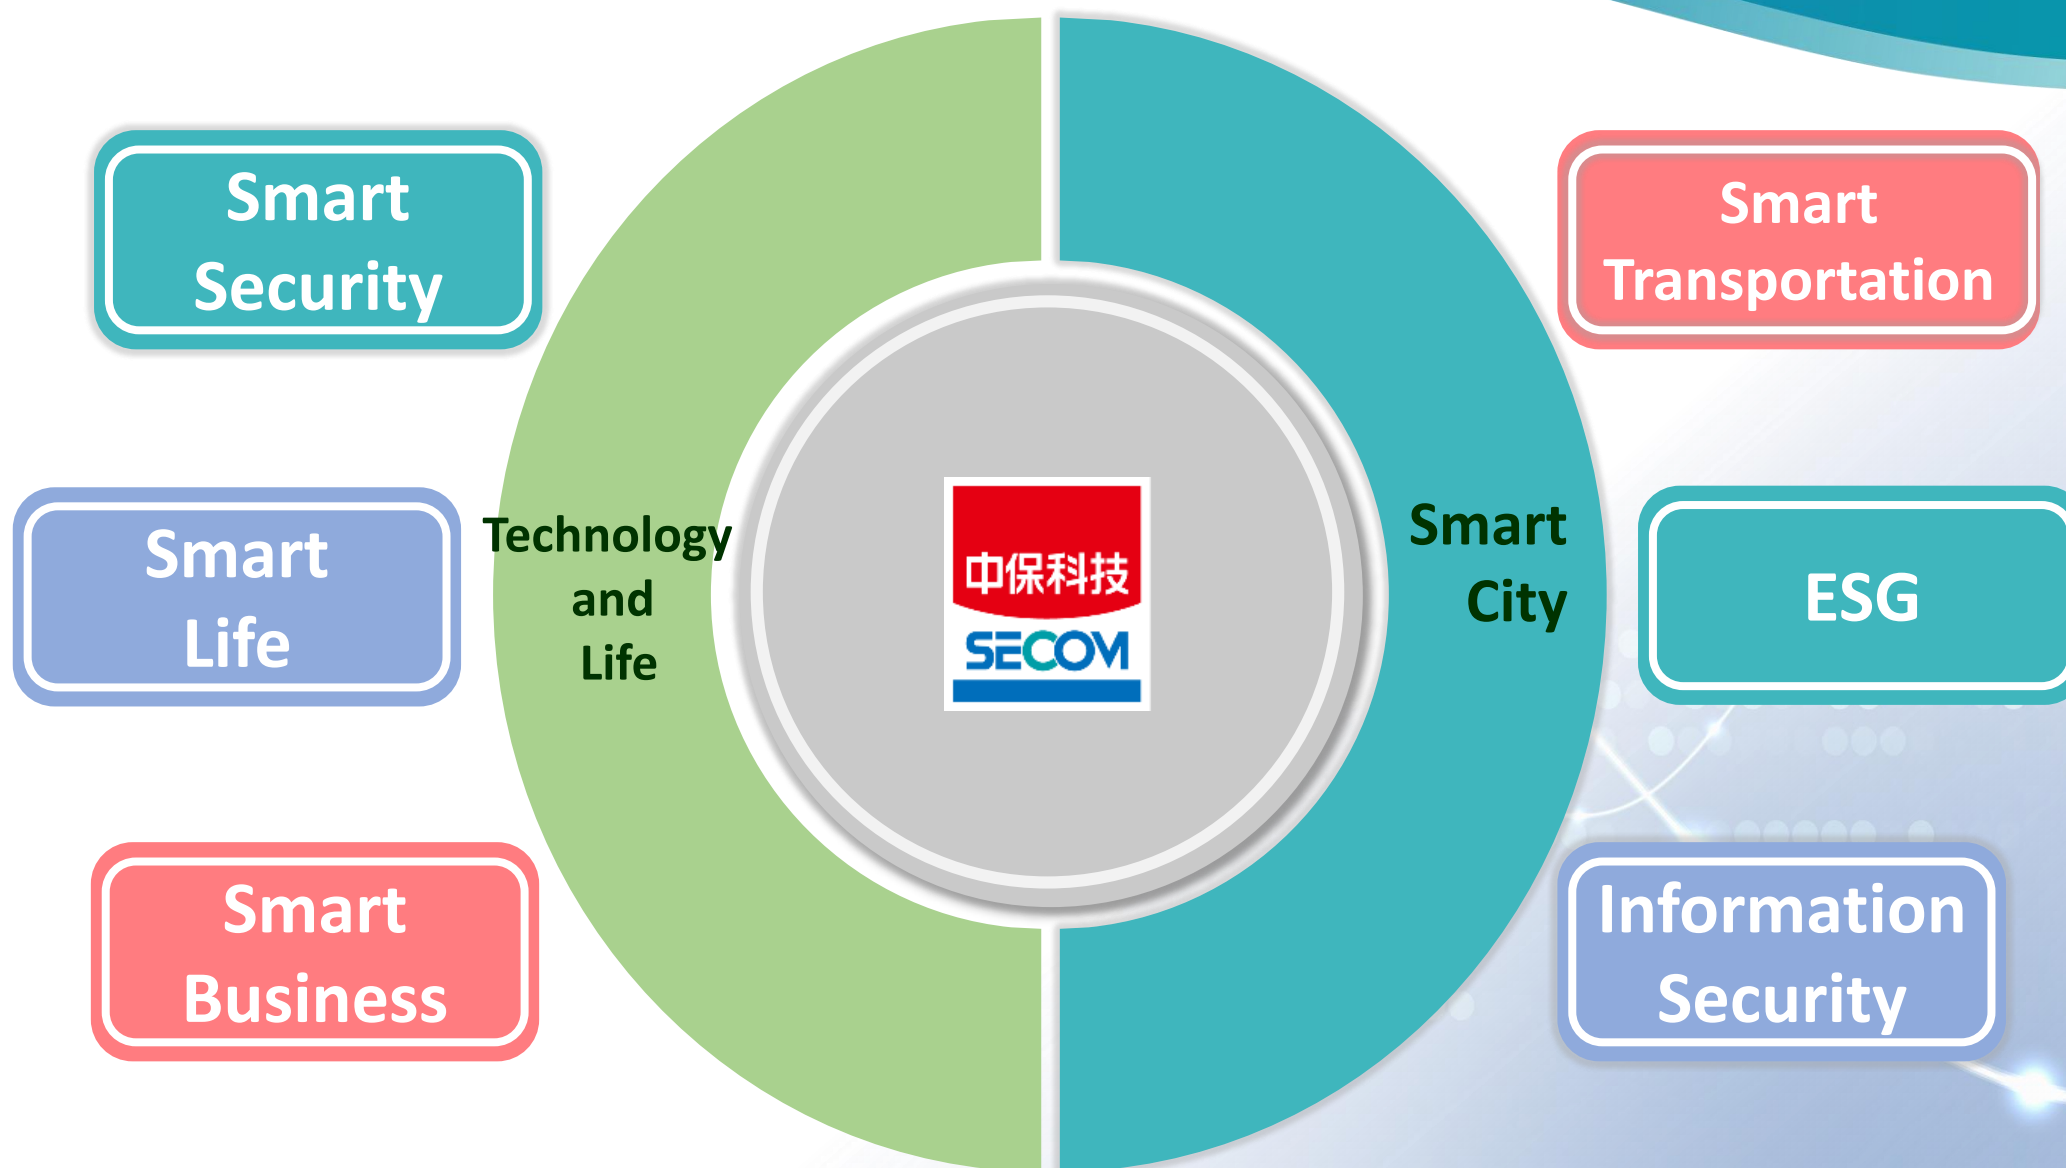 Smart
Security
Smart
Life
Smart
Business
Technology
and
Life
中保科技
SECOM
Smart
City
Smart
Transportation
ESG
Information
Security